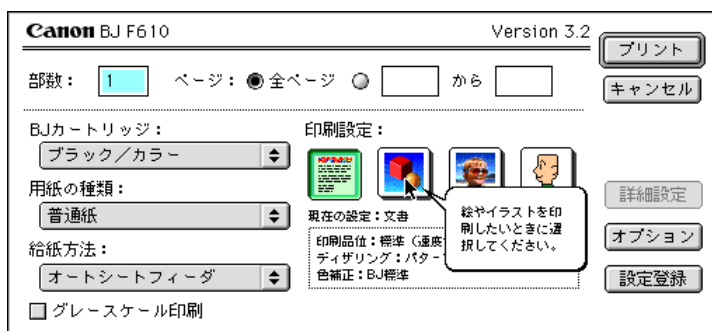 Canon BJ F610
Version 3.2
プリント
部数： 1 ページ： 全ページ から
キャンセル
BJカートリッジ：
印刷設定：
ブラック／カラー
用紙の種類：
詳細設定
普通紙
現在の設定：文書
絵やイラストを印
刷したいときに選
択してください。
給紙方法：
印刷品位：標準（速度
オプション
ディザリング：パター
オートシートフィーダ
色補正：BJ標準
設定登録
グレースケール印刷